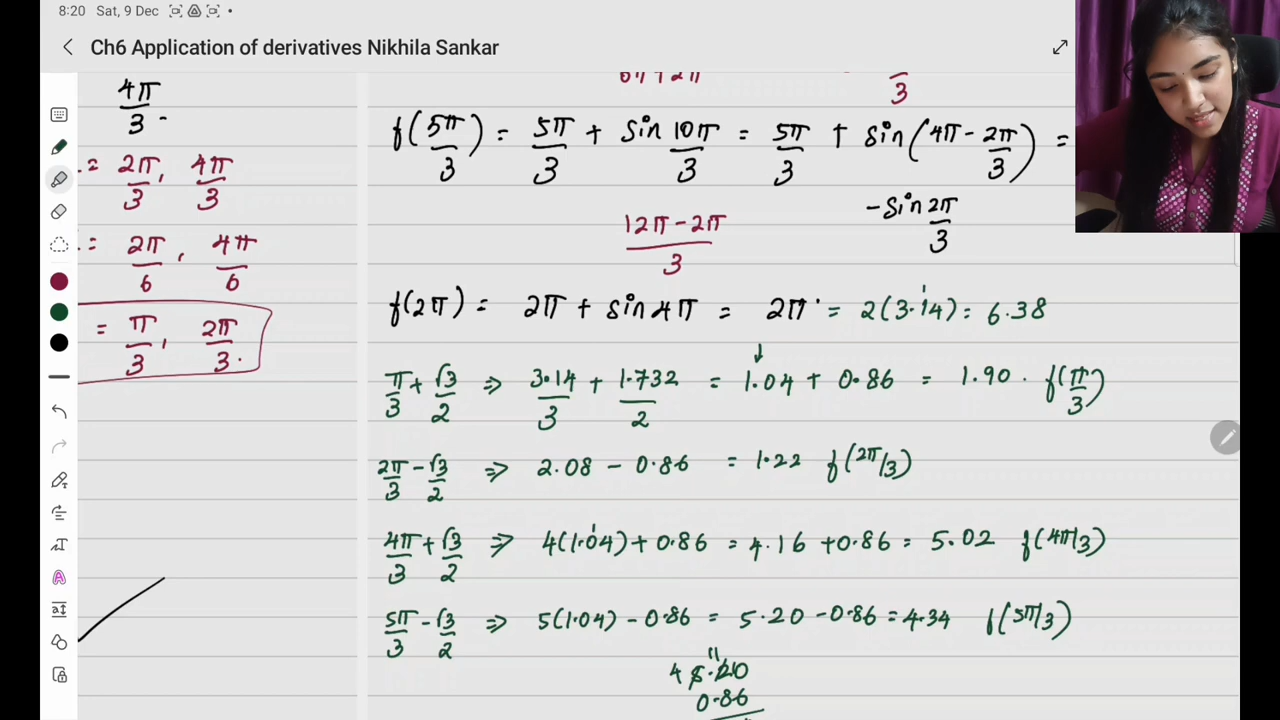 8:20 Sat, 9 Dec
Ch6 Application of derivatives Nikhila Sankar
4π/3.
= 2π/3, 4π/3
= 2π/6, 4π/6
= π/3, 2π/3.
3
f(5π/3) = 5π/3 + sin 10π/3 = 5π/3 + sin(4π - 2π/3) =
- sin 2π/3
12π - 2π/3
f(2π) = 2π + sin 4π = 2π = 2(3.14) = 6.38
π/3 + √3/2 ⇒ 3.14/3 + 1.732/2 = 1.04 + 0.86 = 1.90. f(π/3)
2π/3 - √3/2 ⇒ 2.08 - 0.86 = 1.22 f(2π/3)
4π/3 + √3/2 ⇒ 4(1.04) + 0.86 = 4.16 + 0.86 = 5.02 f(4π/3)
5π/3 - √3/2 ⇒ 5(1.04) - 0.86 = 5.20 - 0.86 = 4.34 f(5π/3)
0.86